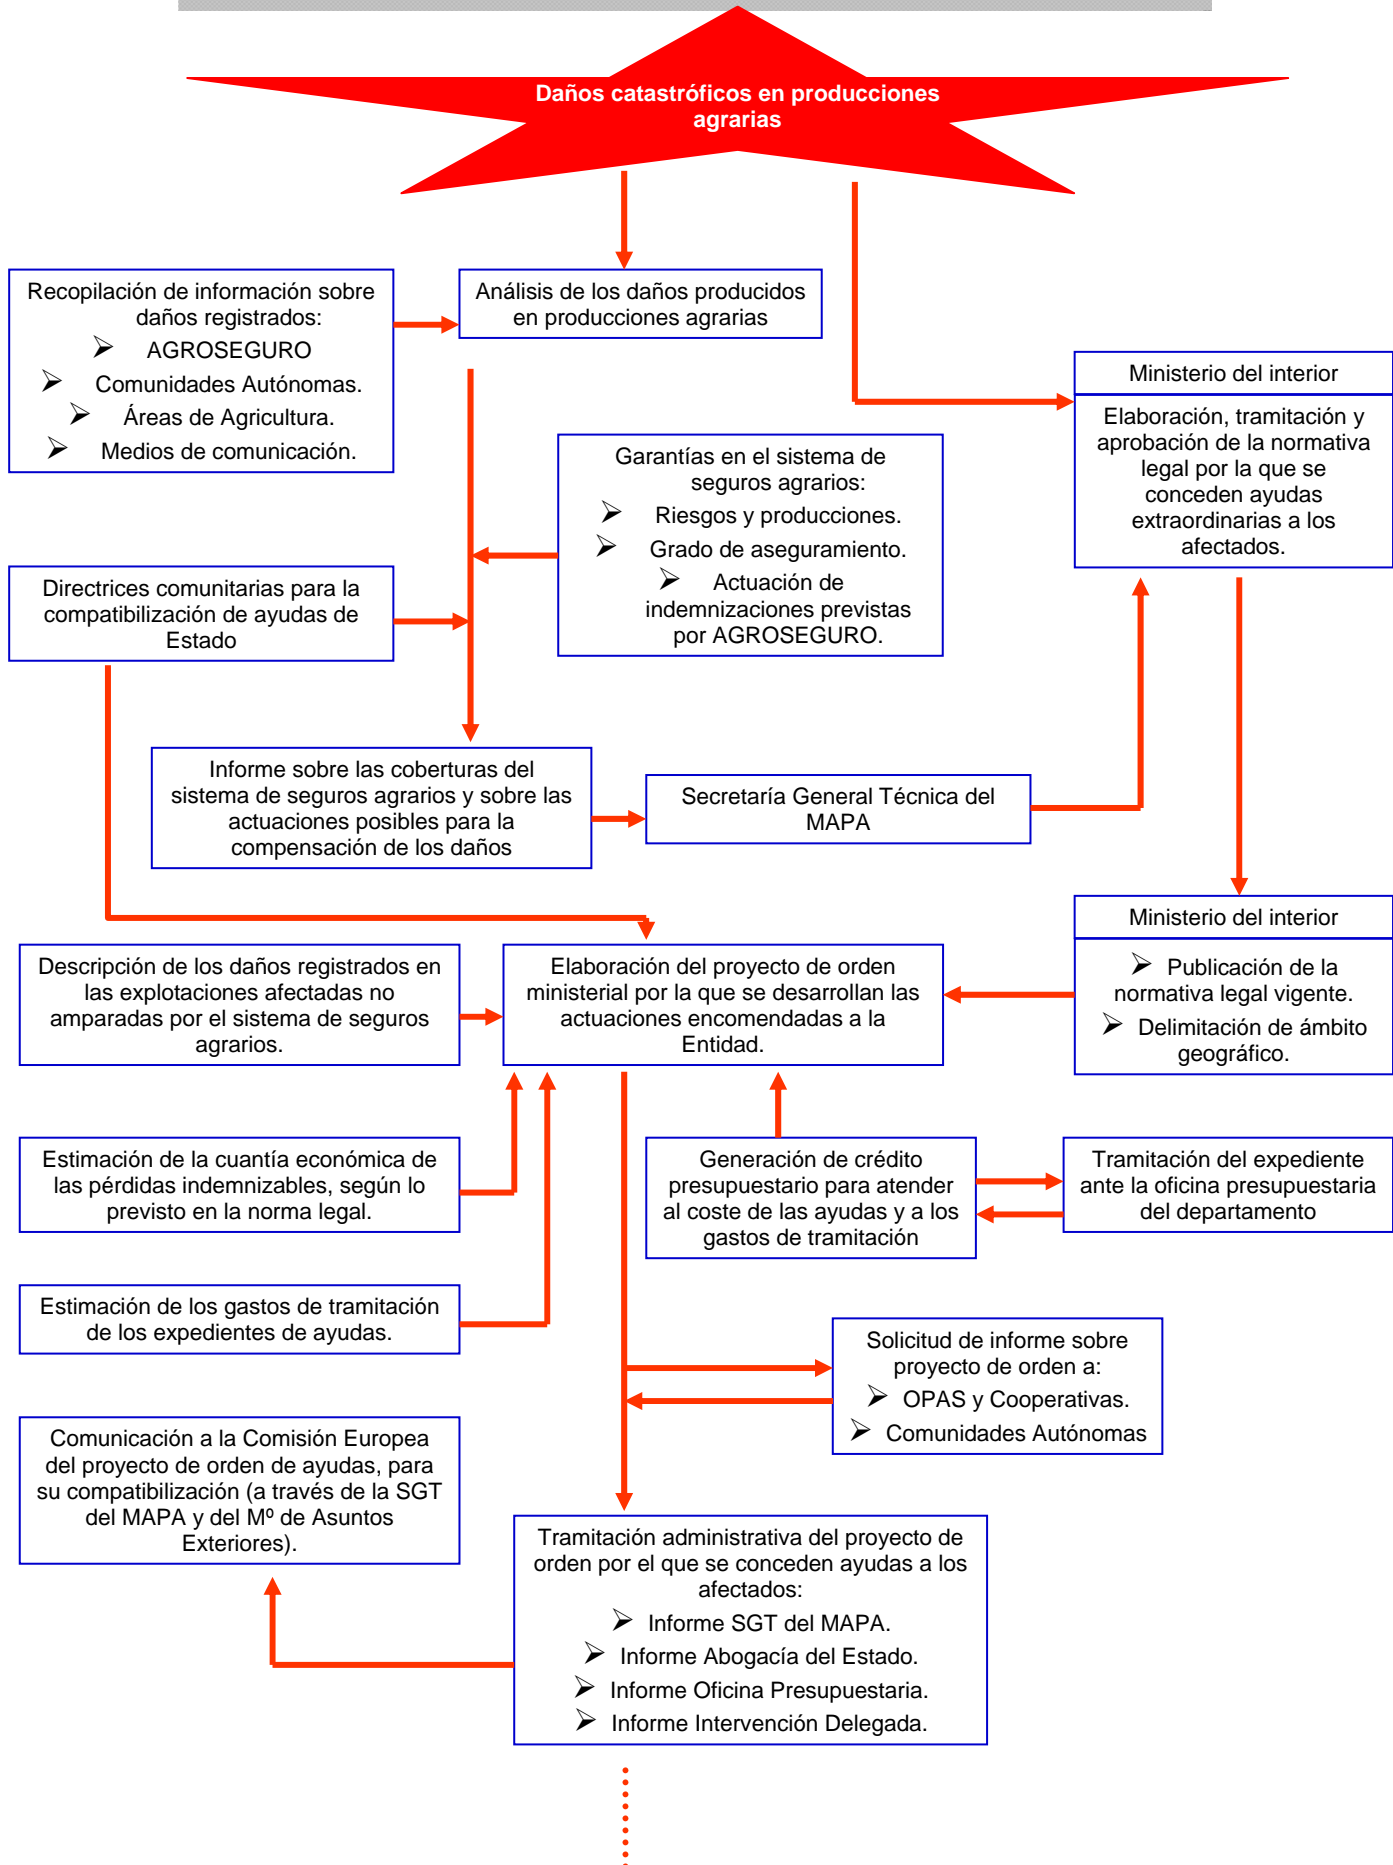 Daños catastróficos en producciones
agrarias
Recopilación de información sobre
daños registrados:
➢ AGROSEGURO
➢ Comunidades Autónomas.
➢ Áreas de Agricultura.
➢ Medios de comunicación.
Análisis de los daños producidos
en producciones agrarias
Ministerio del interior
Elaboración, tramitación y
aprobación de la normativa
legal por la que se
conceden ayudas
extraordinarias a los
afectados.
Garantías en el sistema de
seguros agrarios:
➢ Riesgos y producciones.
➢ Grado de aseguramiento.
➢ Actuación de
indemnizaciones previstas
por AGROSEGURO.
Directrices comunitarias para la
compatibilización de ayudas de
Estado
Informe sobre las coberturas del
sistema de seguros agrarios y sobre las
actuaciones posibles para la
compensación de los daños
Secretaría General Técnica del
MAPA
Ministerio del interior
➢ Publicación de la
normativa legal vigente.
➢ Delimitación de ámbito
geográfico.
Descripción de los daños registrados en
las explotaciones afectadas no
amparadas por el sistema de seguros
agrarios.
Elaboración del proyecto de orden
ministerial por la que se desarrollan las
actuaciones encomendadas a la
Entidad.
Estimación de la cuantía económica de
las pérdidas indemnizables, según lo
previsto en la norma legal.
Generación de crédito
presupuestario para atender
al coste de las ayudas y a los
gastos de tramitación
Tramitación del expediente
ante la oficina presupuestaria
del departamento
Estimación de los gastos de tramitación
de los expedientes de ayudas.
Solicitud de informe sobre
proyecto de orden a:
➢ OPAS y Cooperativas.
➢ Comunidades Autónomas
Comunicación a la Comisión Europea
del proyecto de orden de ayudas, para
su compatibilización (a través de la SGT
del MAPA y del Mº de Asuntos
Exteriores).
Tramitación administrativa del proyecto de
orden por el que se conceden ayudas a los
afectados:
➢ Informe SGT del MAPA.
➢ Informe Abogacía del Estado.
➢ Informe Oficina Presupuestaria.
➢ Informe Intervención Delegada.